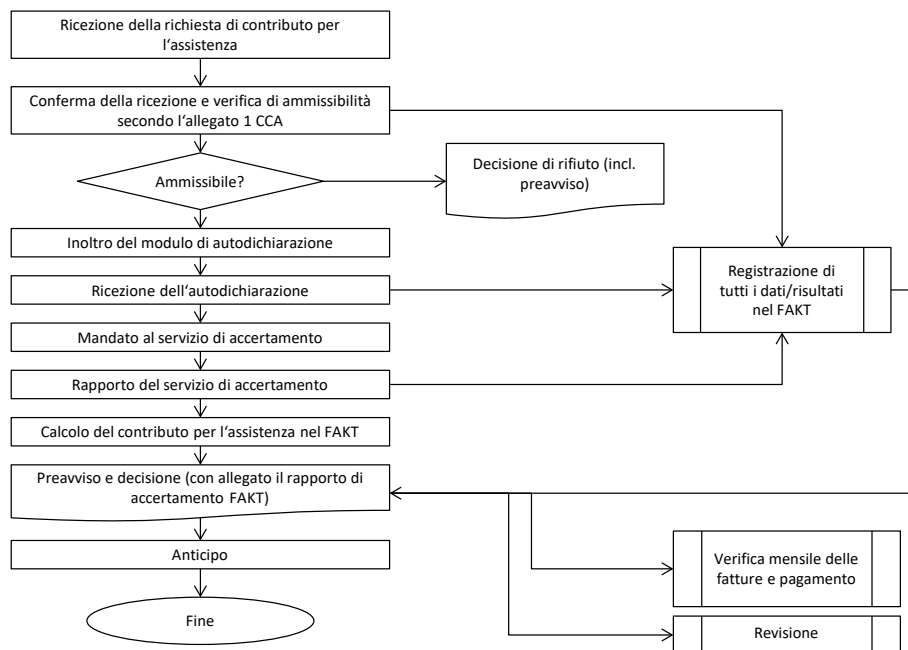 Ricezione della richiesta di contributo per
l‘assistenza
Conferma della ricezione e verifica di ammissibilità
secondo l‘allegato 1 CCA
Ammissibile?
Decisione di rifiuto (incl.
preavviso)
Inoltro del modulo di autodichiarazione
Ricezione dell‘autodichiarazione
Registrazione di
tutti i dati/risultati
nel FAKT
Mandato al servizio di accertamento
Rapporto del servizio di accertamento
Calcolo del contributo per l‘assistenza nel FAKT
Preavviso e decisione (con allegato il rapporto di
accertamento FAKT)
Anticipo
Verifica mensile delle
fatture e pagamento
Fine
Revisione